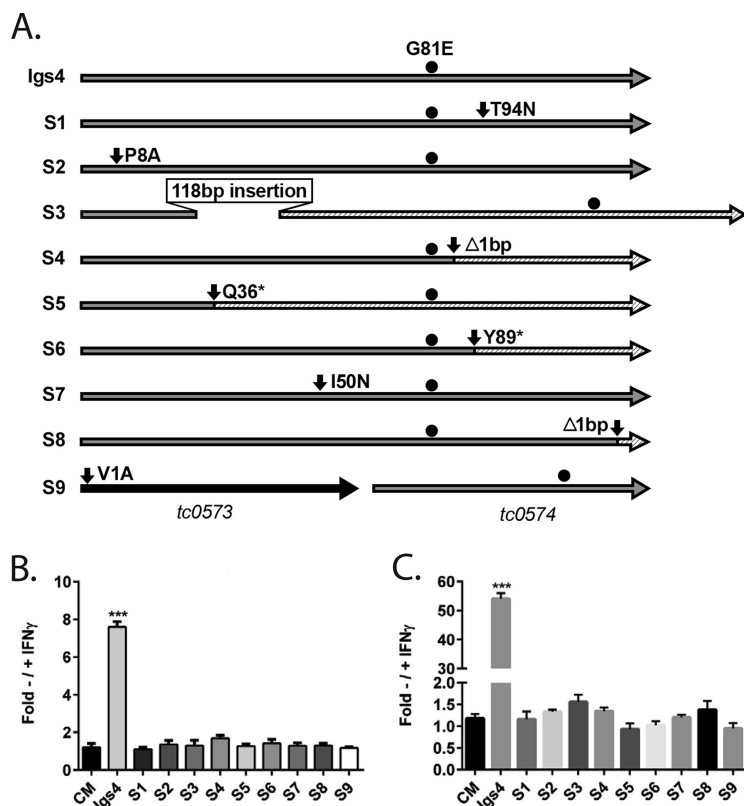 A.
G81E
Igs4
S1
T94N
S2
P8A
118bp insertion
S3
S4
Δ1bp
S5
Q36*
S6
Y89*
S7
I50N
S8
Δ1bp
S9
V1A
tc0573
tc0574
B.
Fold - / + IFNγ
10
8
6
4
2
0
***
CM
Igs4
S1
S2
S3
S4
S5
S6
S7
S8
S9
C.
Fold - / + IFNγ
60
50
40
30
2.0
1.5
1.0
0.5
0.0
***
CM
Igs4
S1
S2
S3
S4
S5
S6
S7
S8
S9